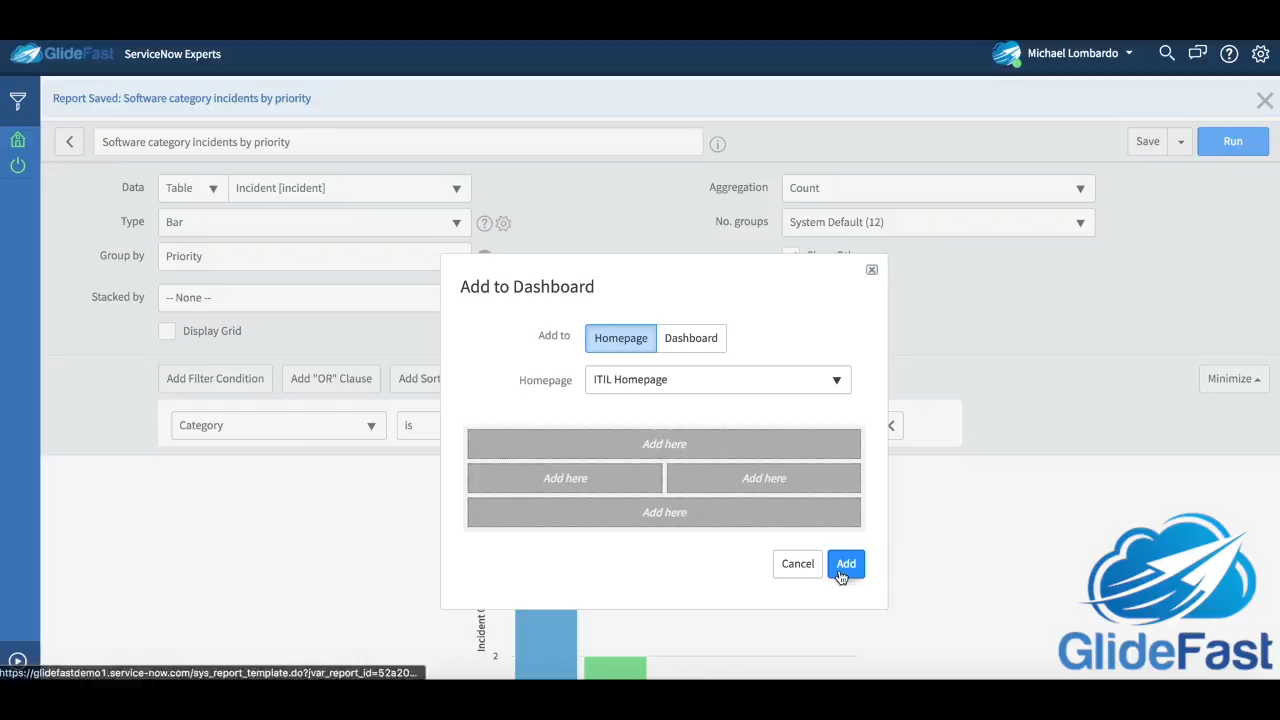 GlideFast ServiceNow Experts
Michael Lombardo
Report Saved: Software category incidents by priority
Software category incidents by priority
Save
Run
Data
Table
Incident [incident]
Aggregation
Count
Type
Bar
No. groups
System Default (12)
Group by
Priority
Stacked by
-- None --
Display Grid
Add Filter Condition
Add "OR" Clause
Add Sort
Minimize
Category
is
Add to Dashboard
Add to
Homepage
Dashboard
Homepage
ITIL Homepage
Add here
Add here
Add here
Add here
Cancel
Add
Incident
2
GlideFast
https://glidefastdemo1.service-now.com/sys_report_template.do?jvar_report_id=52a20...